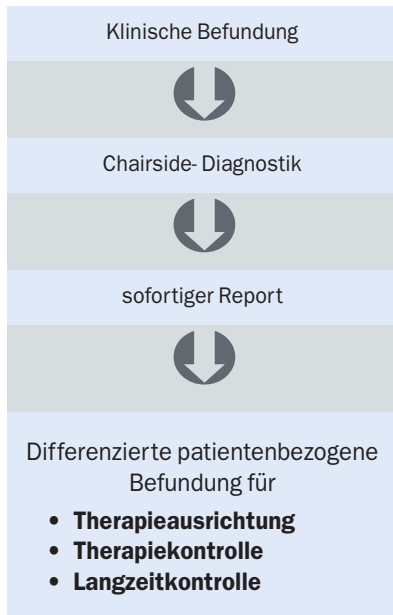 Klinische Befundung
Chairside- Diagnostik
sofortiger Report
Differenzierte patientenbezogene
Befundung für
• Therapieausrichtung
• Therapiekontrolle
• Langzeitkontrolle